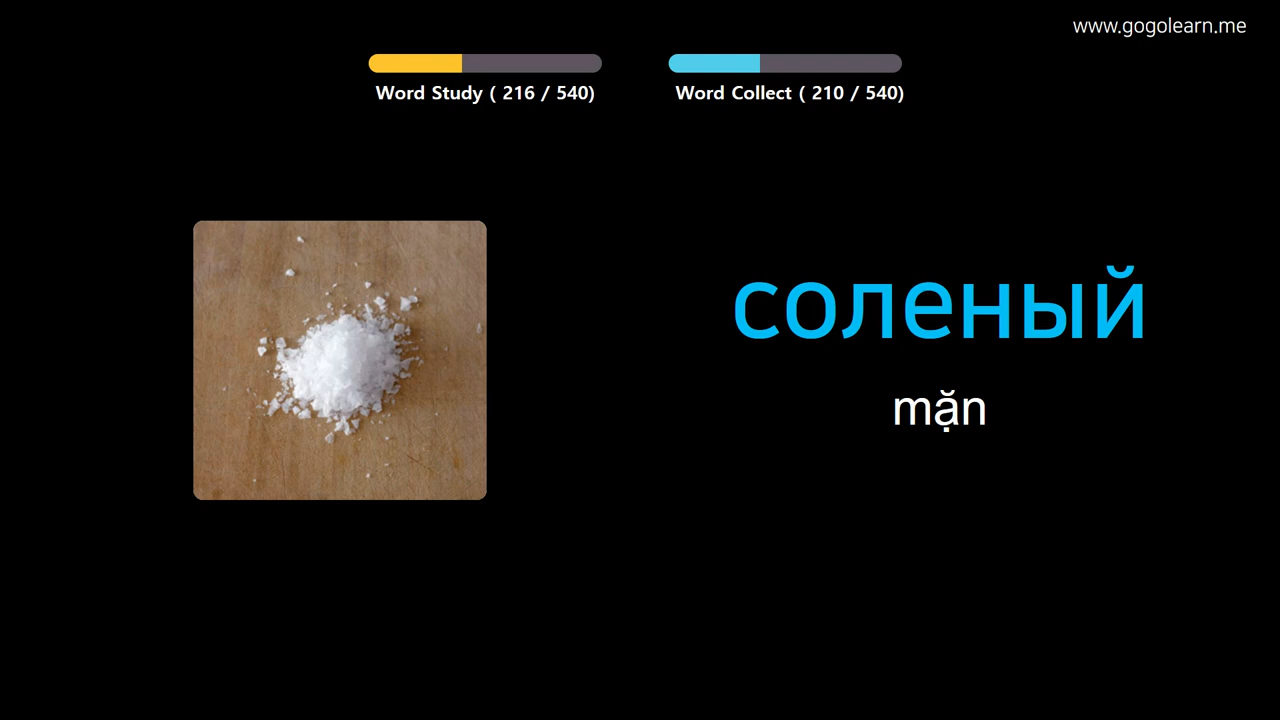 www.gogolearn.me
Word Study ( 216 / 540)
Word Collect ( 210 / 540)
соленый
mặn